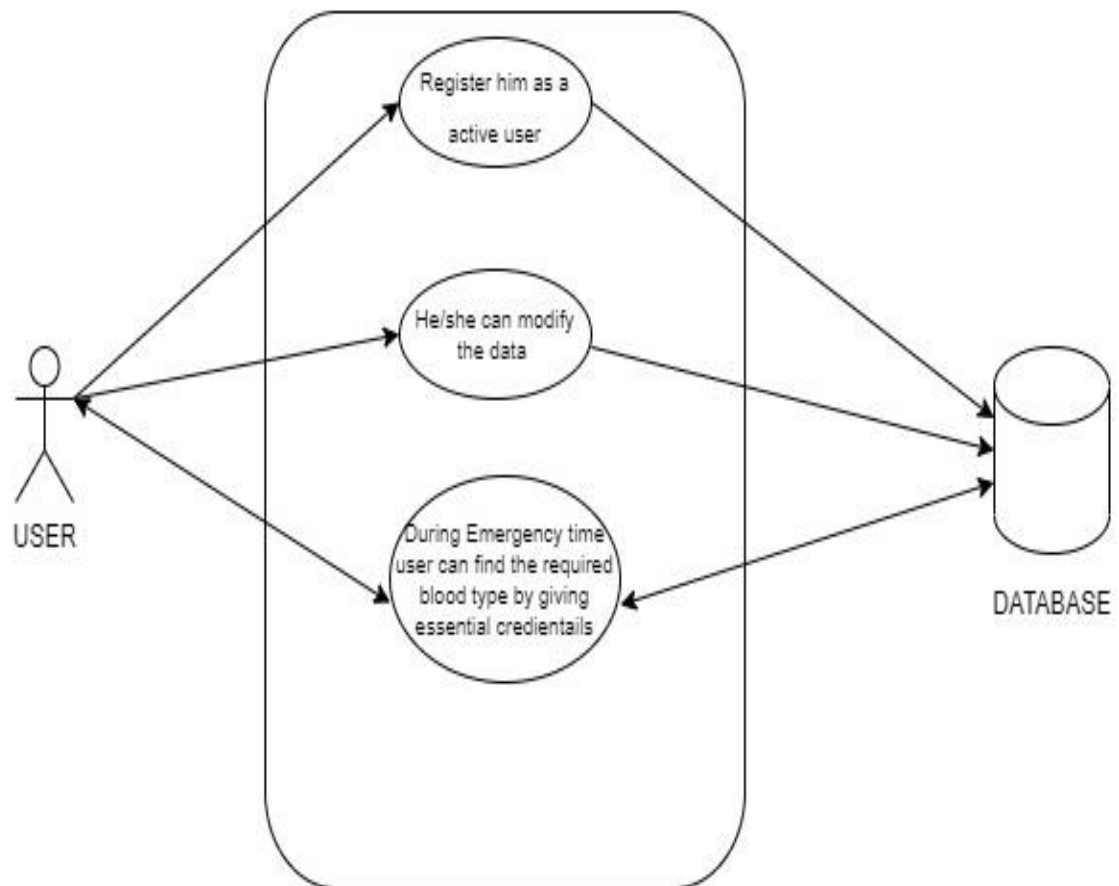 Register him as a
active user
He/she can modify
the data
During Emergency time
user can find the required
blood type by giving
essential credientails
USER
DATABASE